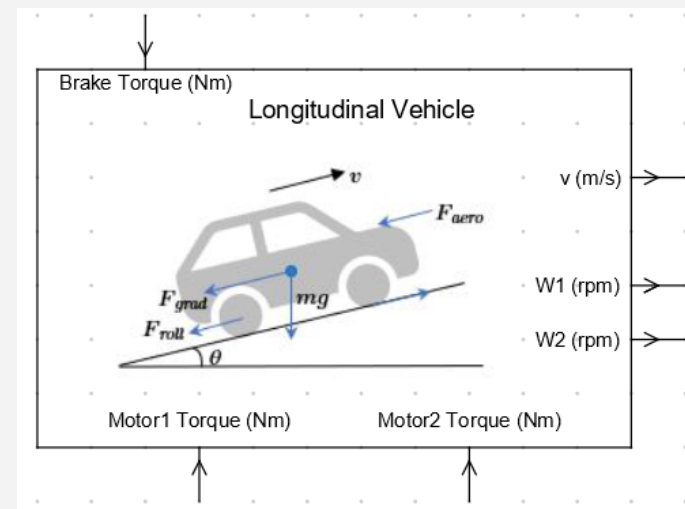 Brake Torque (Nm)
Longitudinal Vehicle
v
v (m/s)
F_aero
F_grad
mg
W1 (rpm)
F_roll
θ
W2 (rpm)
Motor1 Torque (Nm)
Motor2 Torque (Nm)